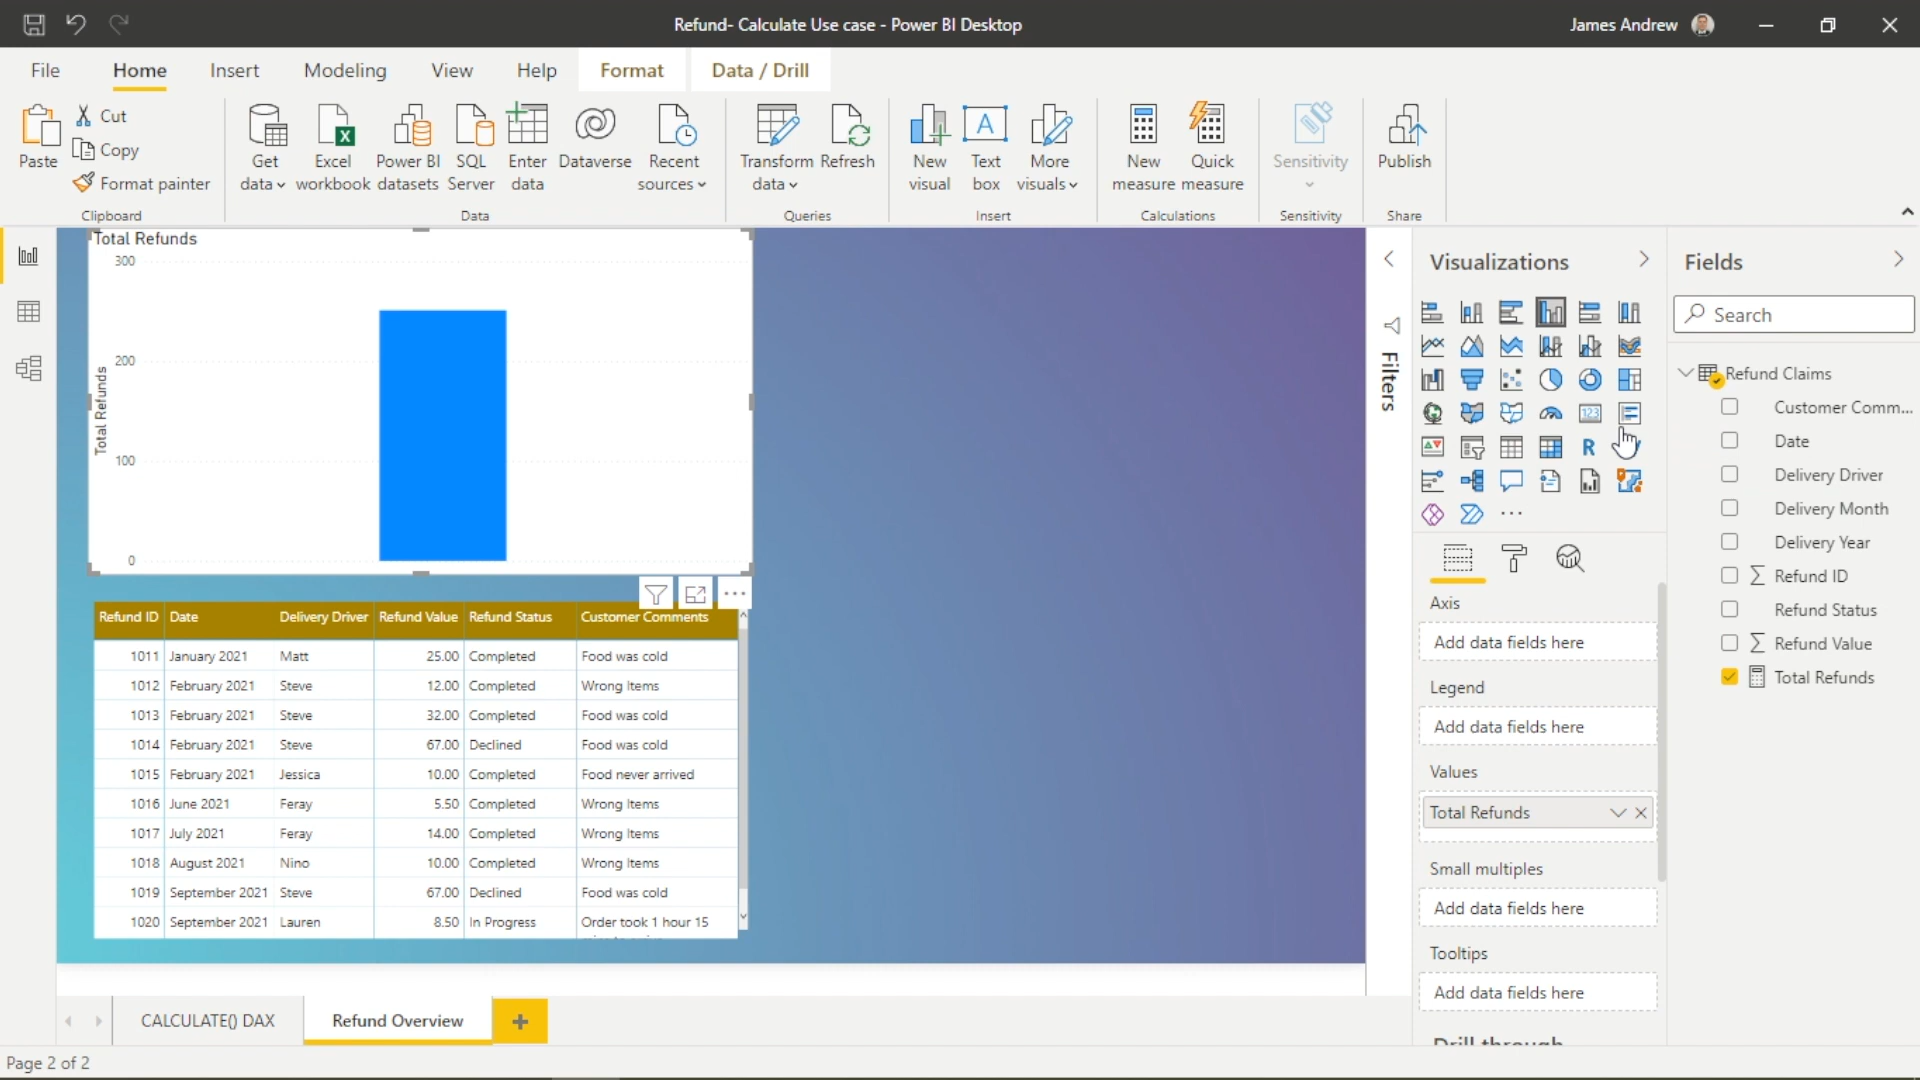 Refund- Calculate Use case - Power BI Desktop
James Andrew
File Home Insert Modeling View Help Format Data / Drill
Paste
Cut
Copy
Format painter
Clipboard
Get data
Excel workbook
Power BI datasets
SQL Server
Enter data
Dataverse
Recent sources
Data
Transform data
Refresh
Queries
New visual
Text box
More visuals
Insert
New measure
Quick measure
Calculations
Sensitivity
Sensitivity
Publish
Share
Total Refunds
300
200
100
0
Total Refunds
Refund ID Date Delivery Driver Refund Value Refund Status Customer Comments
1011 January 2021 Matt 25.00 Completed Food was cold
1012 February 2021 Steve 12.00 Completed Wrong Items
1013 February 2021 Steve 32.00 Completed Food was cold
1014 February 2021 Steve 67.00 Declined Food was cold
1015 February 2021 Jessica 10.00 Completed Food never arrived
1016 June 2021 Feray 5.50 Completed Wrong Items
1017 July 2021 Feray 14.00 Completed Wrong Items
1018 August 2021 Nino 10.00 Completed Wrong Items
1019 September 2021 Steve 67.00 Declined Food was cold
1020 September 2021 Lauren 8.50 In Progress Order took 1 hour 15
Filters
Visualizations
R
123
Axis
Add data fields here
Legend
Add data fields here
Values
Total Refunds
Small multiples
Add data fields here
Tooltips
Add data fields here
Drill through
Fields
Search
Refund Claims
Customer Comm...
Date
Delivery Driver
Delivery Month
Delivery Year
Σ Refund ID
Refund Status
Σ Refund Value
Total Refunds
CALCULATE() DAX
Refund Overview
Page 2 of 2